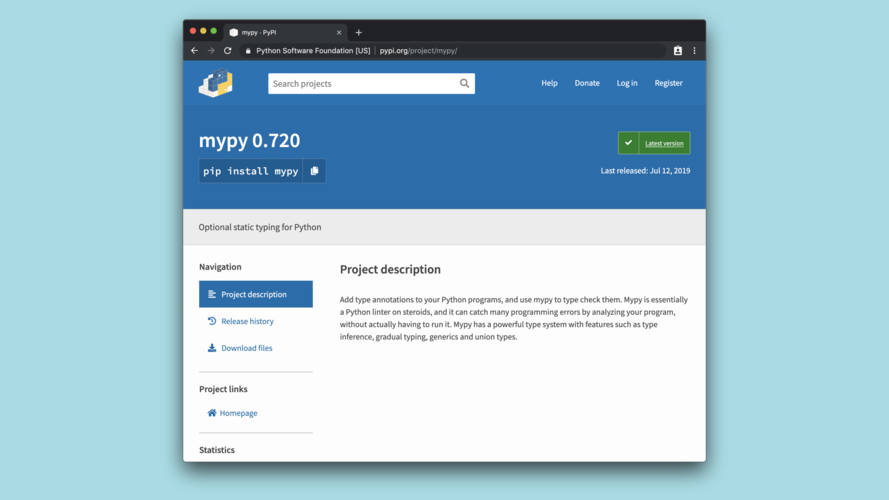 mypy · PyPI
Python Software Foundation [US] | pypi.org/project/mypy/
Search projects
Help
Donate
Log in
Register
mypy 0.720
Latest version
pip install mypy
Last released: Jul 12, 2019
Optional static typing for Python
Navigation
Project description
Release history
Download files
Project links
Homepage
Statistics
Project description
Add type annotations to your Python programs, and use mypy to type check them. Mypy is essentially
a Python linter on steroids, and it can catch many programming errors by analyzing your program,
without actually having to run it. Mypy has a powerful type system with features such as type
inference, gradual typing, generics and union types.